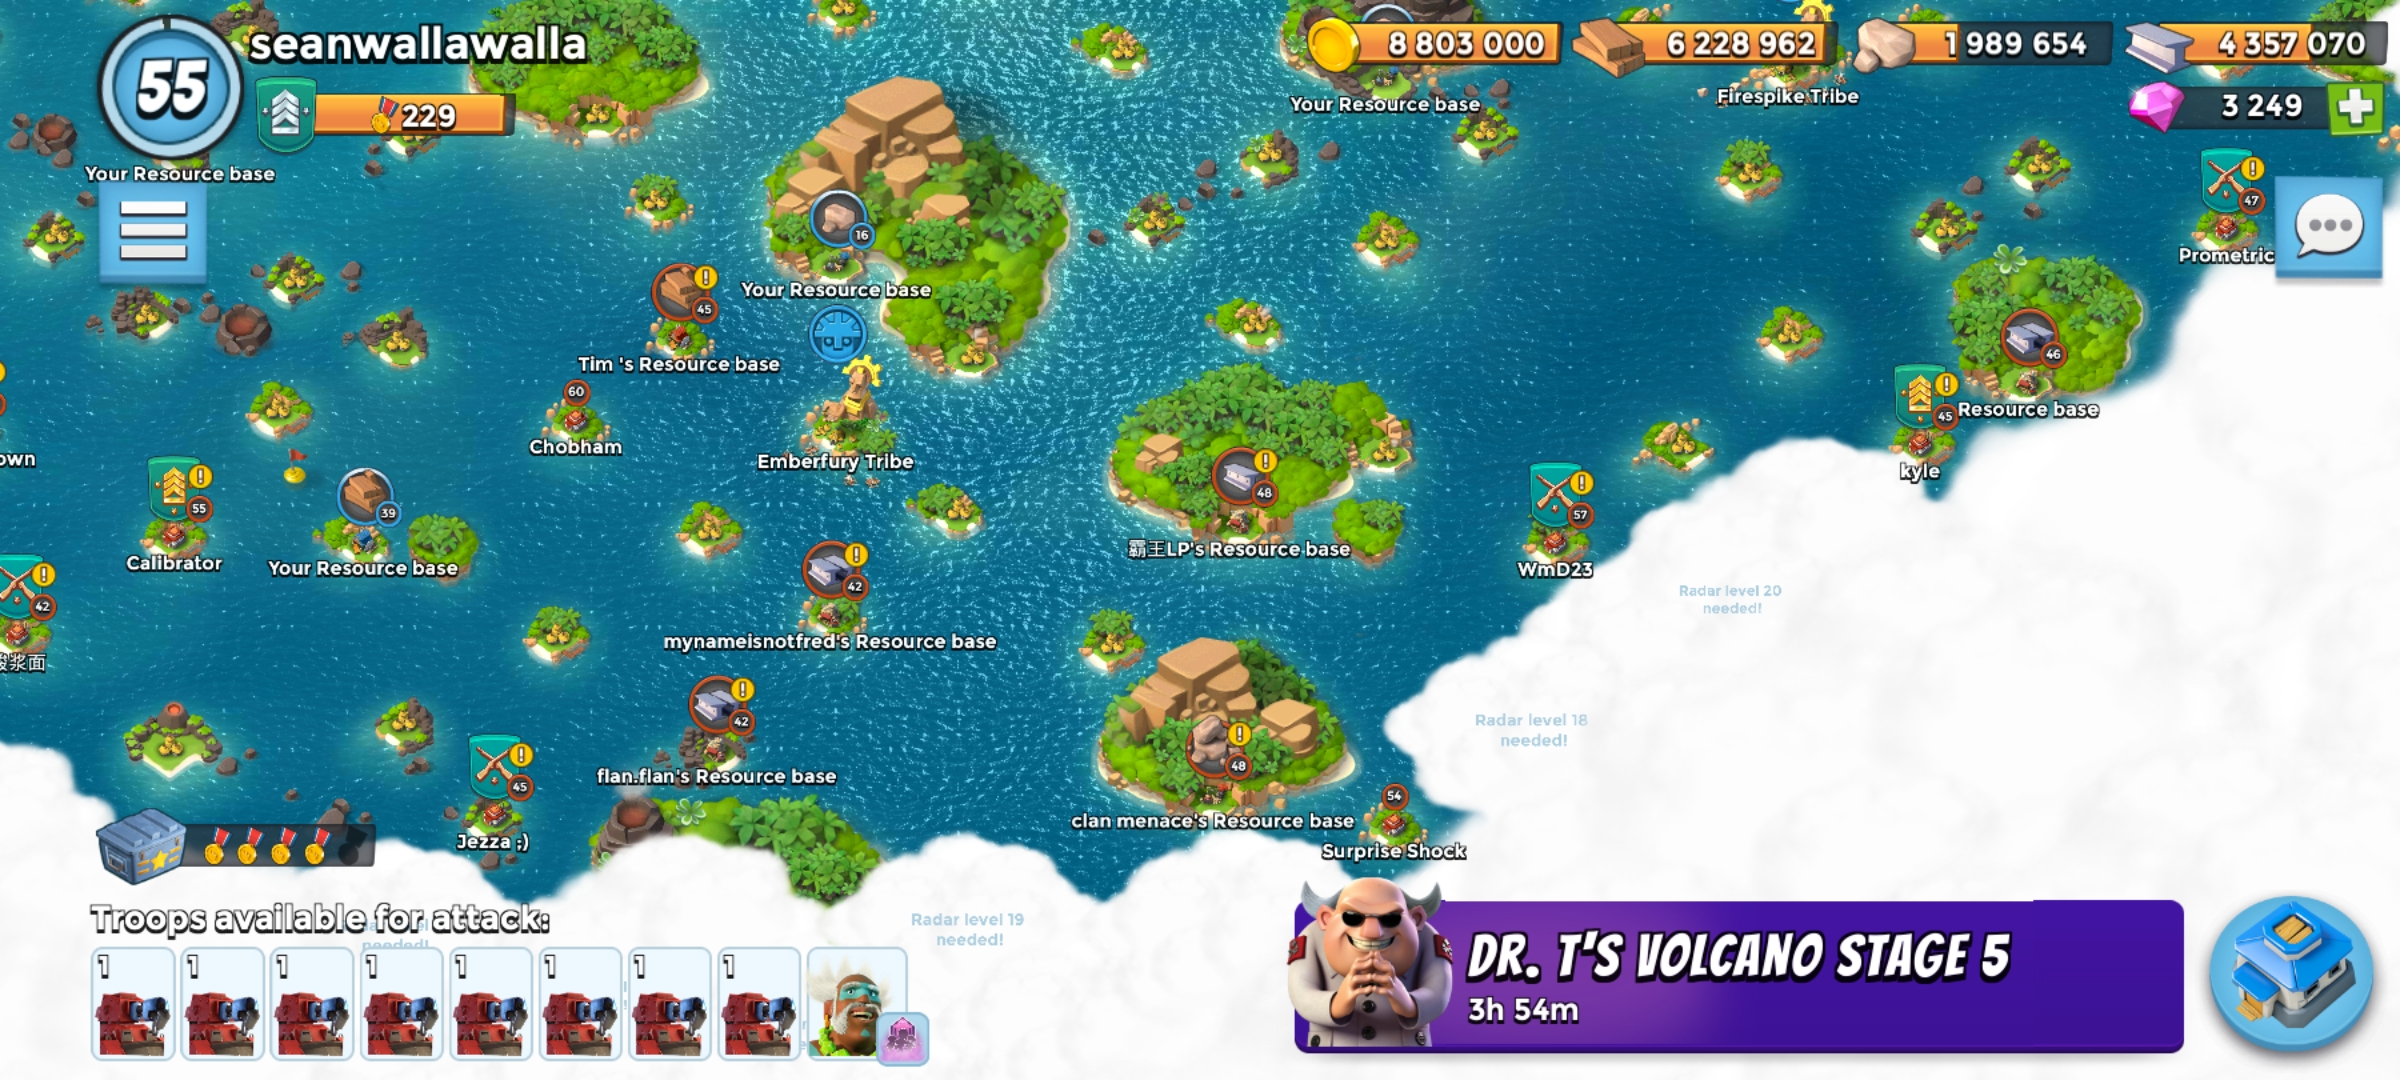 55
seanwallawalla
229
8 803 000
6 228 962
1 989 654
4 357 070
3 249
Your Resource base
Your Resource base
Firespike Tribe
47
Prometric
16
Your Resource base
45
Tim 's Resource base
60
Chobham
Emberfury Tribe
46
45
Resource base
kyle
own
55
Calibrator
39
Your Resource base
48
霸王LP's Resource base
57
WmD23
42
浆面
42
mynameisnotfred's Resource base
Radar level 20
needed!
42
flan.flan's Resource base
Radar level 18
needed!
45
Jezza ;)
48
clan menace's Resource base
54
Surprise Shock
Troops available for attack:
needed!
Radar level 19
needed!
1
1
1
1
1
1
1
1
DR. T'S VOLCANO STAGE 5
3h 54m